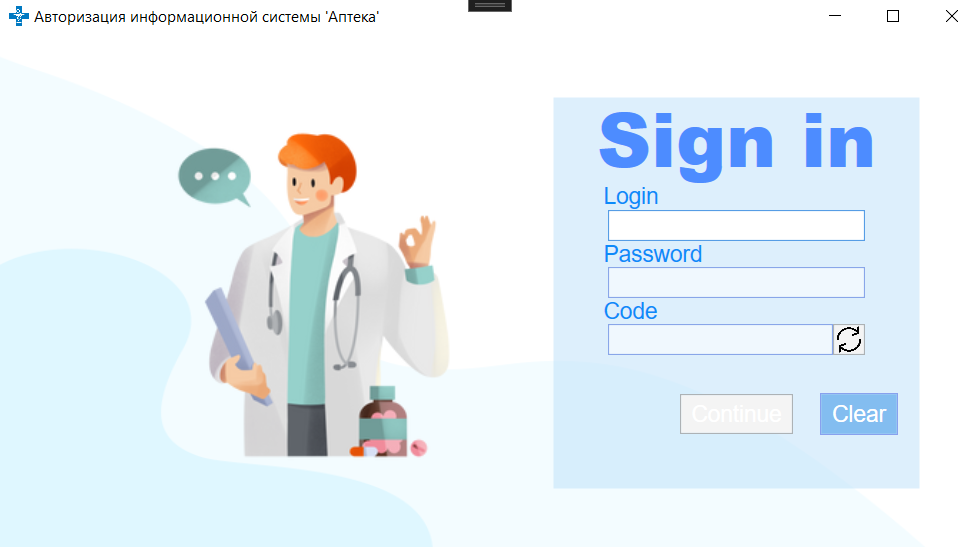 Авторизация информационной системы 'Аптека'
Sign in
Login
Password
Code
Continue
Clear